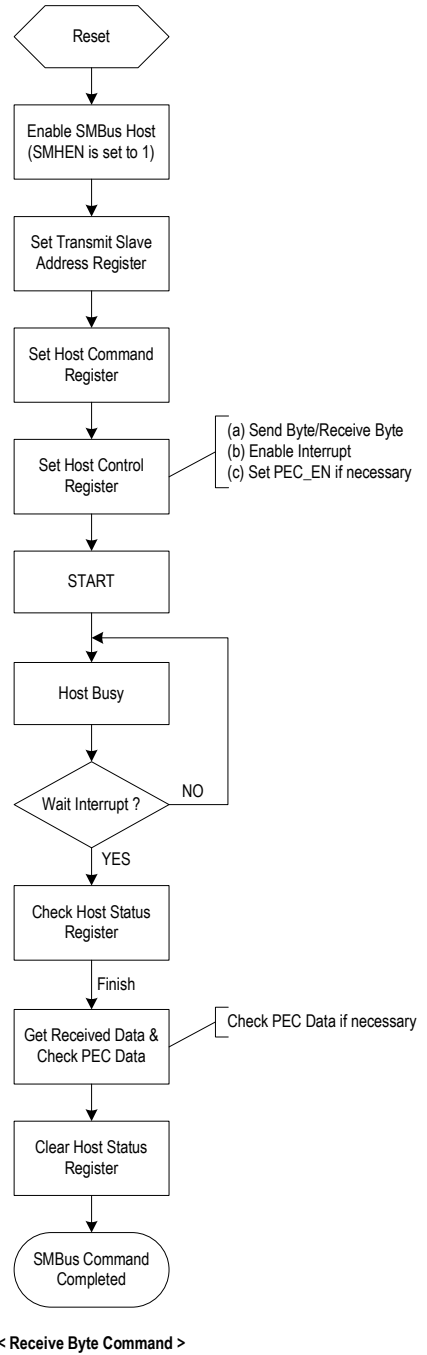 Reset
Enable SMBus Host
(SMHEN is set to 1)
Set Transmit Slave
Address Register
Set Host Command
Register
(a) Send Byte/Receive Byte
(b) Enable Interrupt
(c) Set PEC_EN if necessary
Set Host Control
Register
START
Host Busy
Wait Interrupt ?
NO
YES
Check Host Status
Register
Finish
Check PEC Data if necessary
Get Received Data &
Check PEC Data
Clear Host Status
Register
SMBus Command
Completed
< Receive Byte Command >